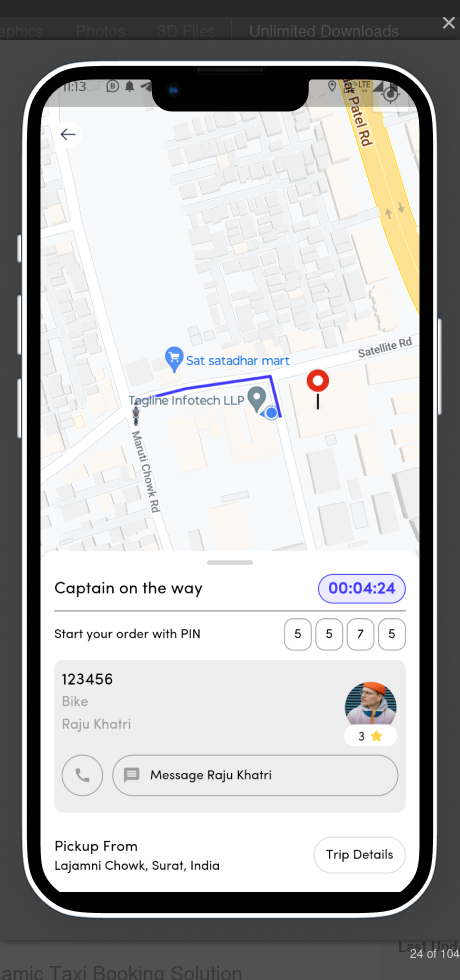 Photos
3D Files
Unlimited Downloads
11:13
LTE
Patel Rd
Satellite Rd
Sat satadhar mart
Tagline Infotech LLP
Maruti Chowk Rd
Captain on the way
00:04:24
Start your order with PIN
5 5 7 5
123456
Bike
Raju Khatri
3
Message Raju Khatri
Pickup From
Lajamni Chowk, Surat, India
Trip Details
24 of 104
Taxi Booking Solution